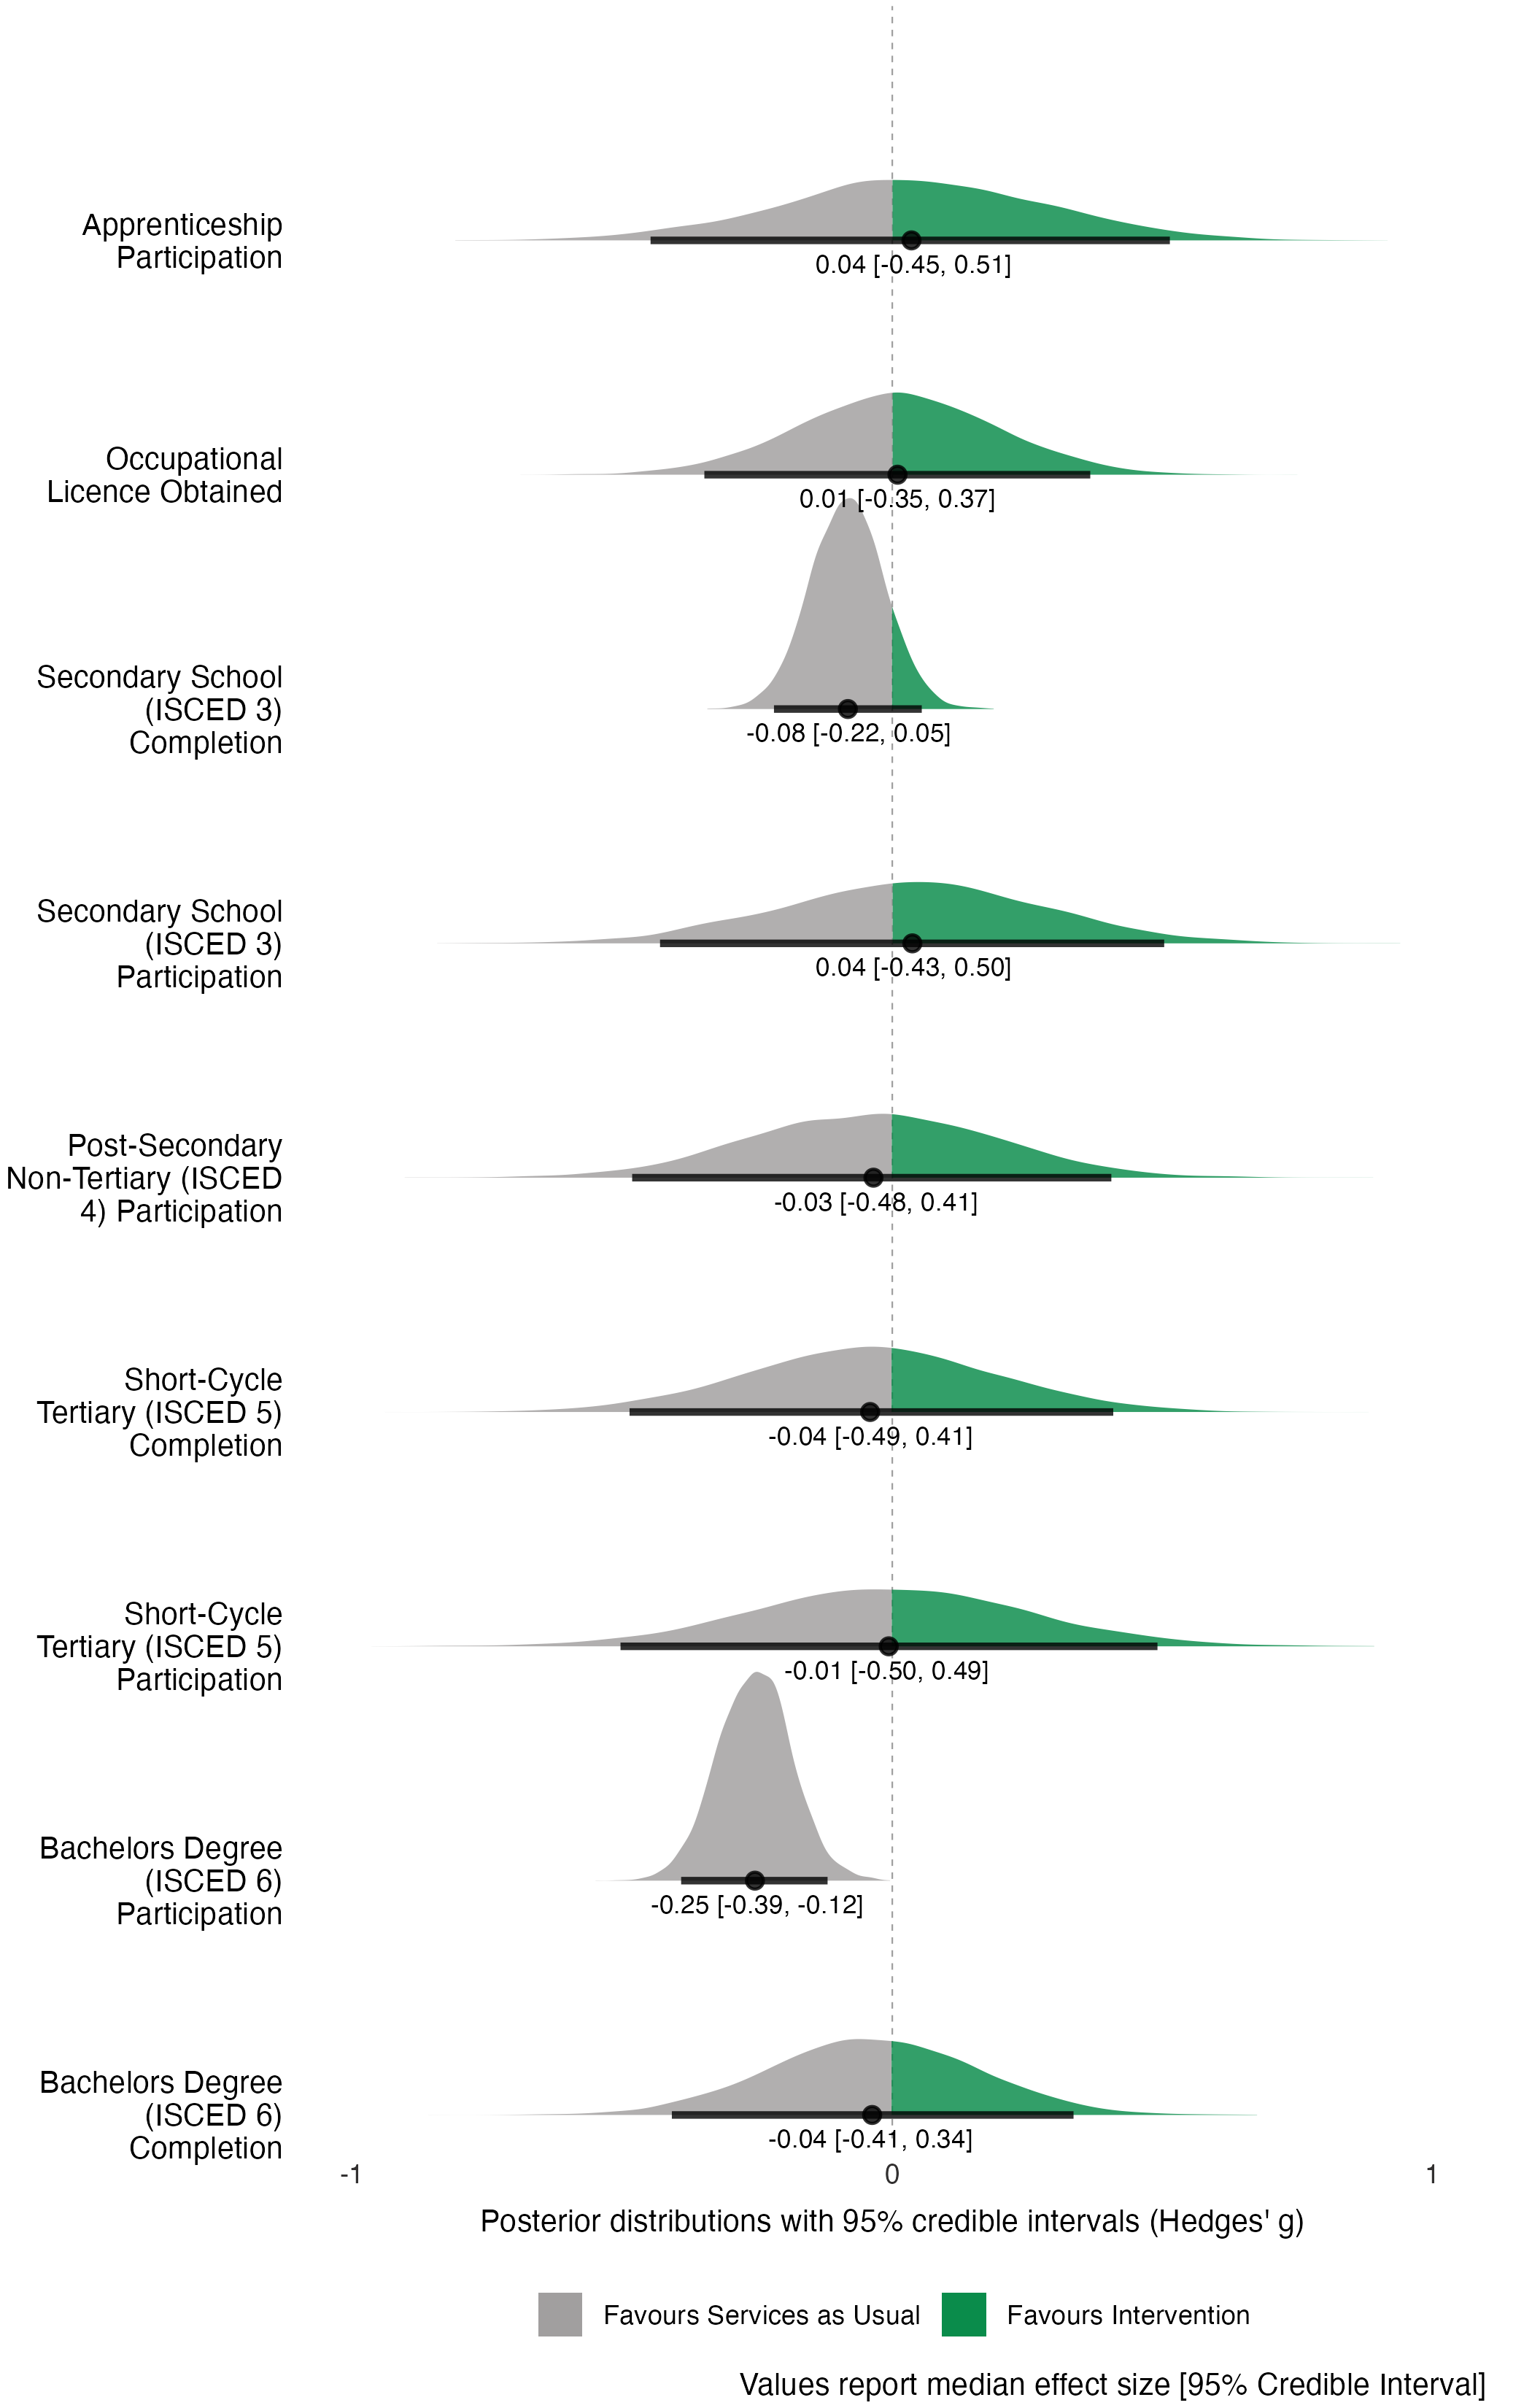 Apprenticeship
Participation
0.04 [-0.45, 0.51]
Occupational
Licence Obtained
0.01 [-0.35, 0.37]
Secondary School
(ISCED 3)
Completion
-0.08 [-0.22, 0.05]
Secondary School
(ISCED 3)
Participation
0.04 [-0.43, 0.50]
Post-Secondary
Non-Tertiary (ISCED
4) Participation
-0.03 [-0.48, 0.41]
Short-Cycle
Tertiary (ISCED 5)
Completion
-0.04 [-0.49, 0.41]
Short-Cycle
Tertiary (ISCED 5)
Participation
-0.01 [-0.50, 0.49]
Bachelors Degree
(ISCED 6)
Participation
-0.25 [-0.39, -0.12]
Bachelors Degree
(ISCED 6)
Completion
-0.04 [-0.41, 0.34]
-1 0 1
Posterior distributions with 95% credible intervals (Hedges' g)
Favours Services as Usual Favours Intervention
Values report median effect size [95% Credible Interval]